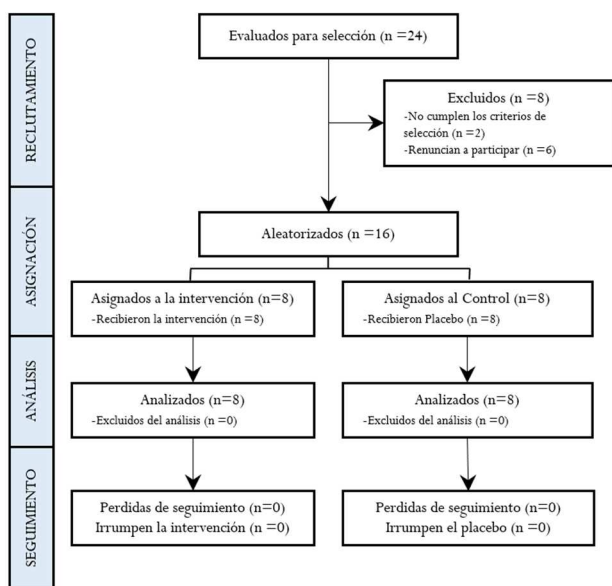 RECLUTAMIENTO
Evaluados para selección (n =24)
Excluidos (n =8)
-No cumplen los criterios de
selección (n =2)
-Renuncian a participar (n =6)
ASIGNACIÓN
Aleatorizados (n =16)
Asignados a la intervención (n=8)
-Recibieron la intervención (n =8)
Asignados al Control (n=8)
-Recibieron Placebo (n =8)
ANÁLISIS
Analizados (n=8)
-Excluidos del análisis (n =0)
Analizados (n=8)
-Excluidos del análisis (n =0)
SEGUIMIENTO
Perdidas de seguimiento (n=0)
Irrumpen la intervención (n =0)
Perdidas de seguimiento (n=0)
Irrumpen el placebo (n =0)